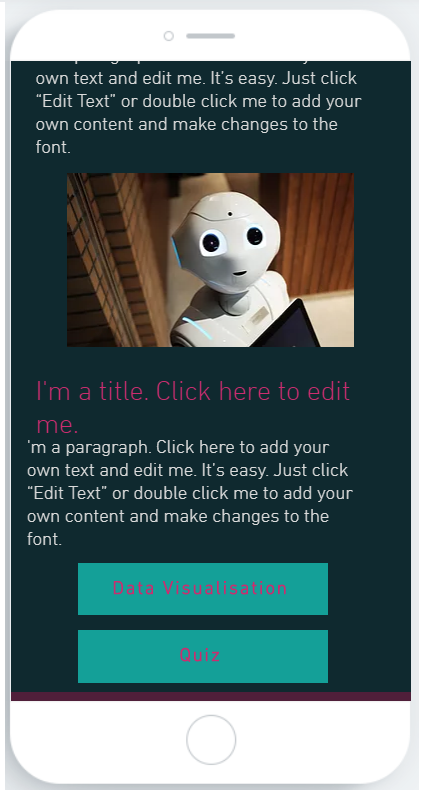 own text and edit me. It's easy. Just click
“Edit Text” or double click me to add your
own content and make changes to the
font.
I'm a title. Click here to edit
me.
'm a paragraph. Click here to add your
own text and edit me. It's easy. Just click
“Edit Text” or double click me to add your
own content and make changes to the
font.
Data Visualisation
Quiz